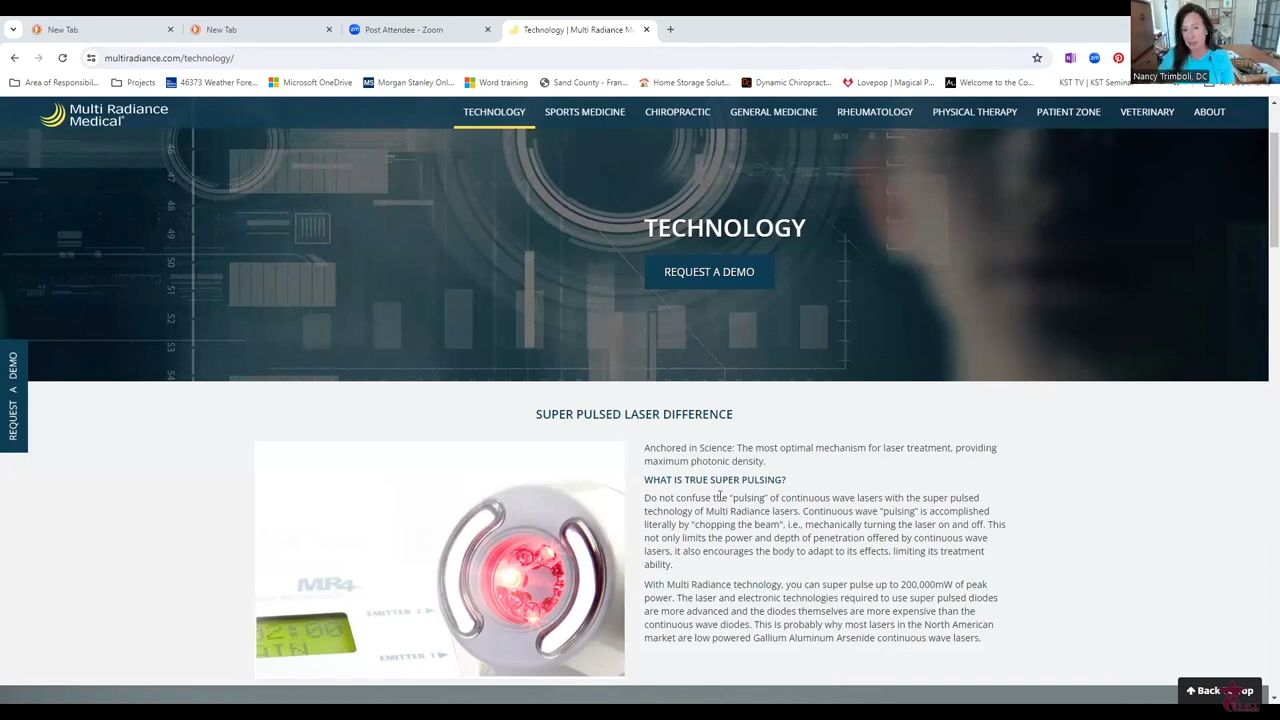 New Tab
New Tab
Post Attendee - Zoom
Technology | Multi Radiance M
multiradiance.com/technology/
Nancy Trimboli, DC
Area of Responsibil...
Projects
46373 Weather Fore...
Microsoft OneDrive
Morgan Stanley Onl...
Word training
Sand County - Fran...
Home Storage Solut...
Dynamic Chiropract...
Lovepop | Magical P...
Welcome to the Co...
KST TV | KST Seminar
Multi Radiance
Medical
TECHNOLOGY
SPORTS MEDICINE
CHIROPRACTIC
GENERAL MEDICINE
RHEUMATOLOGY
PHYSICAL THERAPY
PATIENT ZONE
VETERINARY
ABOUT
TECHNOLOGY
REQUEST A DEMO
REQUEST A DEMO
SUPER PULSED LASER DIFFERENCE
Anchored in Science: The most optimal mechanism for laser treatment, providing
maximum photonic density.
WHAT IS TRUE SUPER PULSING?
Do not confuse the "pulsing" of continuous wave lasers with the super pulsed
technology of Multi Radiance lasers. Continuous wave "pulsing" is accomplished
literally by "chopping the beam", i.e., mechanically turning the laser on and off. This
not only limits the power and depth of penetration offered by continuous wave
lasers, it also encourages the body to adapt to its effects, limiting its treatment
ability.
With Multi Radiance technology, you can super pulse up to 200,000mW of peak
power. The laser and electronic technologies required to use super pulsed diodes
are more advanced and the diodes themselves are more expensive than the
continuous wave diodes. This is probably why most lasers in the North American
market are low powered Gallium Aluminum Arsenide continuous wave lasers.
MR4
EMITTER 2
EMITTER 1
Back